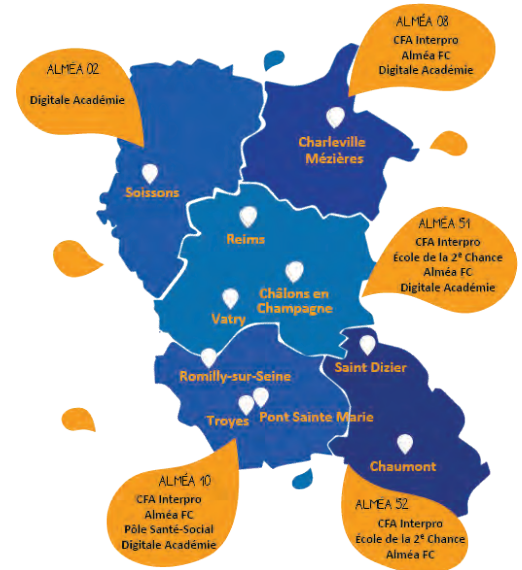 ALMÉA 02
Digitale Académie
ALMÉA 08
CFA Interpro
Alméa FC
Digitale Académie
Charleville
Mézières
Soissons
Reims
ALMÉA 51
CFA Interpro
École de la 2ᵉ Chance
Alméa FC
Digitale Académie
Châlons en
Champagne
Vatry
Saint Dizier
Romilly-sur-Seine
Troyes
Pont Sainte Marie
Chaumont
ALMÉA 10
CFA Interpro
Alméa FC
Pôle Santé-Social
Digitale Académie
ALMÉA 52
CFA Interpro
École de la 2ᵉ Chance
Alméa FC